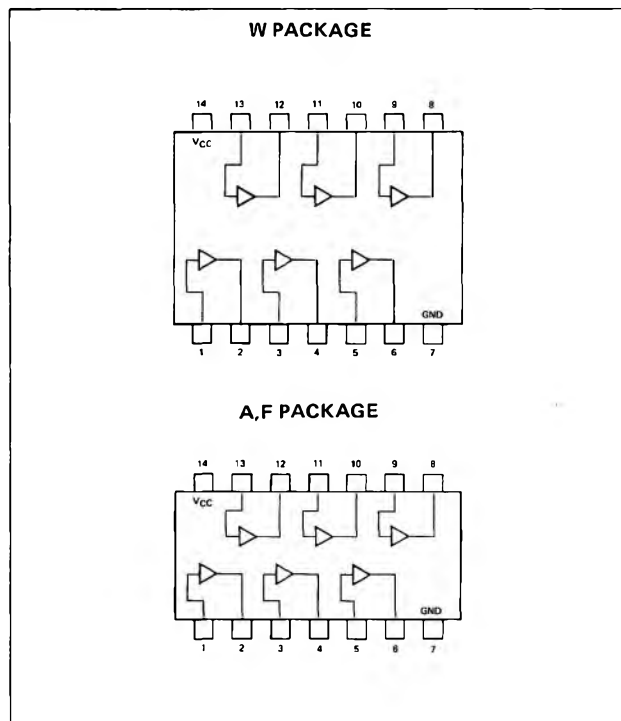 W PACKAGE
14 13 12 11 10 9 8
VCC
GND
1 2 3 4 5 6 7
A,F PACKAGE
14 13 12 11 10 9 8
VCC
GND
1 2 3 4 5 6 7